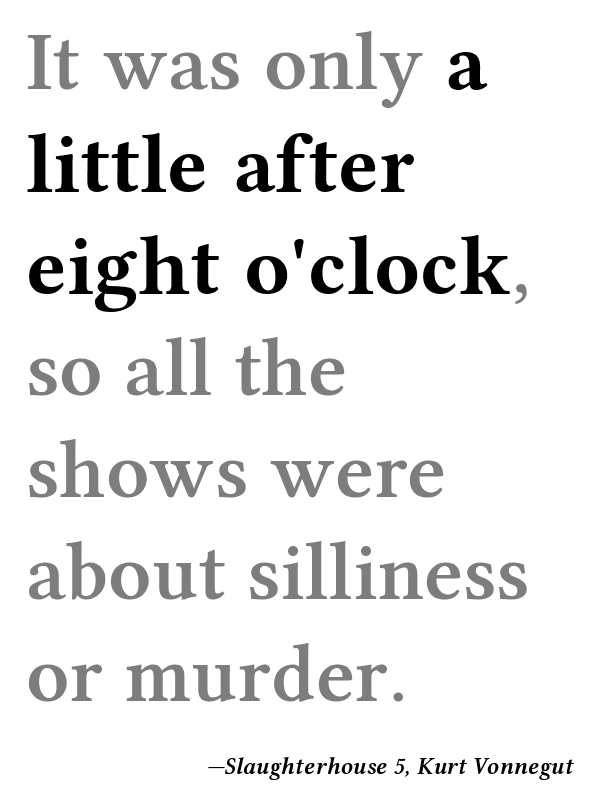 It was only a
little after
eight o'clock,
so all the
shows were
about silliness
or murder.
—Slaughterhouse 5, Kurt Vonnegut